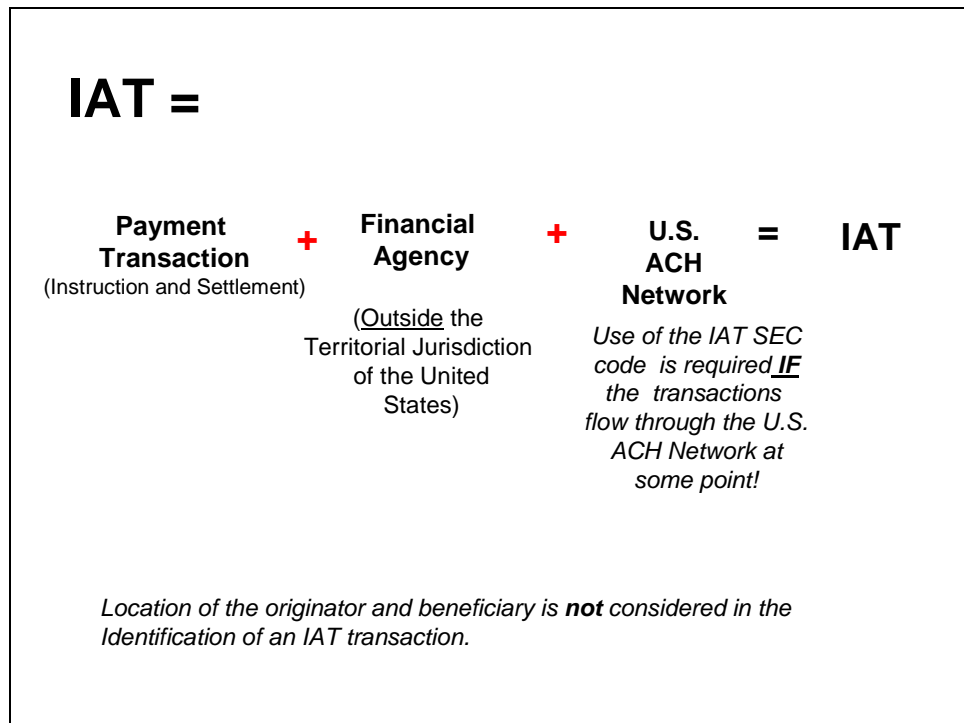 IAT =
Payment
Transaction
(Instruction and Settlement)
+
Financial
Agency
(Outside the
Territorial Jurisdiction
of the United
States)
+
U.S.
ACH
Network
Use of the IAT SEC
code is required IF
the transactions
flow through the U.S.
ACH Network at
some point!
=
IAT
Location of the originator and beneficiary is not considered in the
Identification of an IAT transaction.